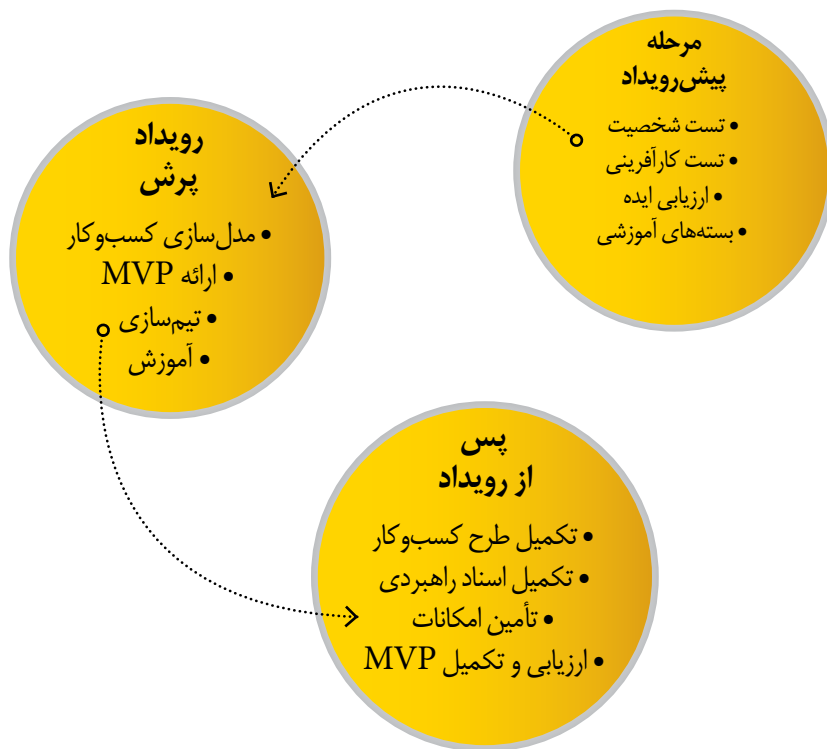 مرحله
پیش‌رویداد
• تست شخصیت
• تست کارآفرینی
• ارزیابی ایده
• بسته‌های آموزشی
رویداد
پرش
• مدل‌سازی کسب‌وکار
• ارائه MVP
• تیم‌سازی
• آموزش
پس
از رویداد
• تکمیل طرح کسب‌وکار
• تکمیل اسناد راهبردی
• تأمین امکانات
• ارزیابی و تکمیل MVP